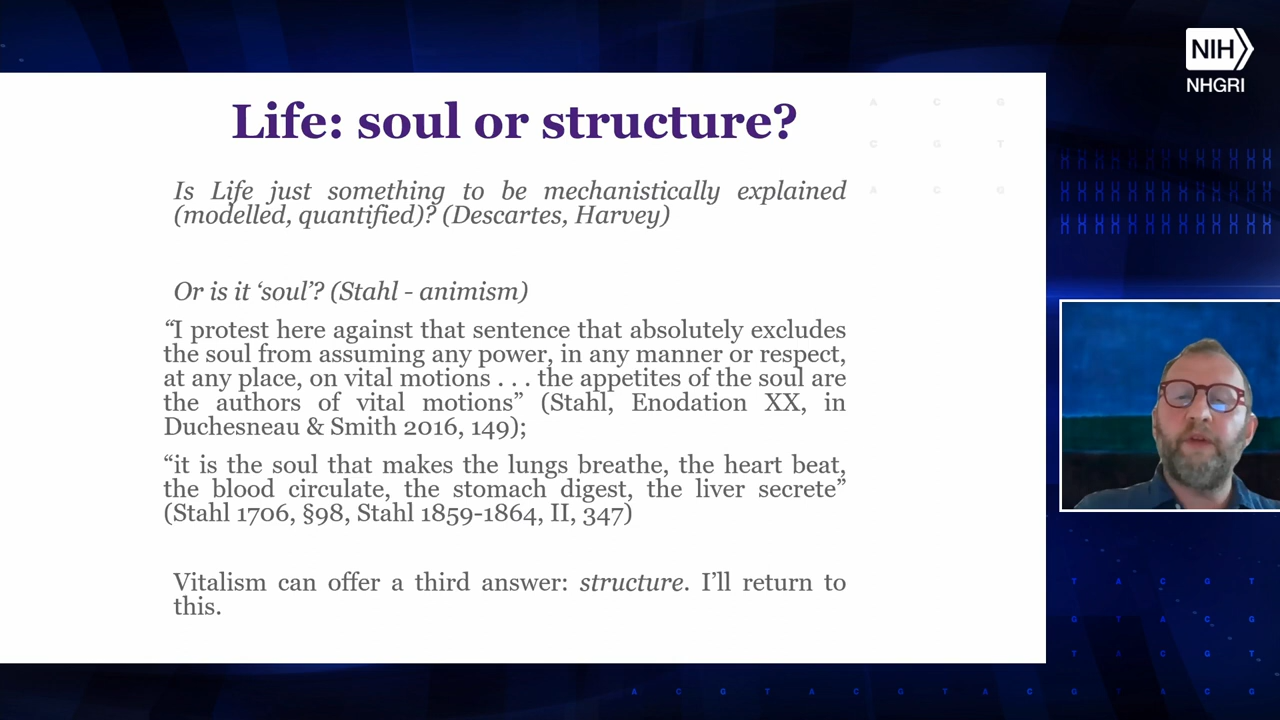 NIH
NHGRI
Life: soul or structure?
Is Life just something to be mechanistically explained
(modelled, quantified)? (Descartes, Harvey)
Or is it ‘soul’? (Stahl - animism)
“I protest here against that sentence that absolutely excludes
the soul from assuming any power, in any manner or respect,
at any place, on vital motions . . . the appetites of the soul are
the authors of vital motions” (Stahl, Enodation XX, in
Duchesneau & Smith 2016, 149);
“it is the soul that makes the lungs breathe, the heart beat,
the blood circulate, the stomach digest, the liver secrete”
(Stahl 1706, §98, Stahl 1859-1864, II, 347)
Vitalism can offer a third answer: structure. I’ll return to
this.
A C G
C G T
A C G
T A C G T
G T A C G
T A C G T
A C G T A C G T A C G T A C G